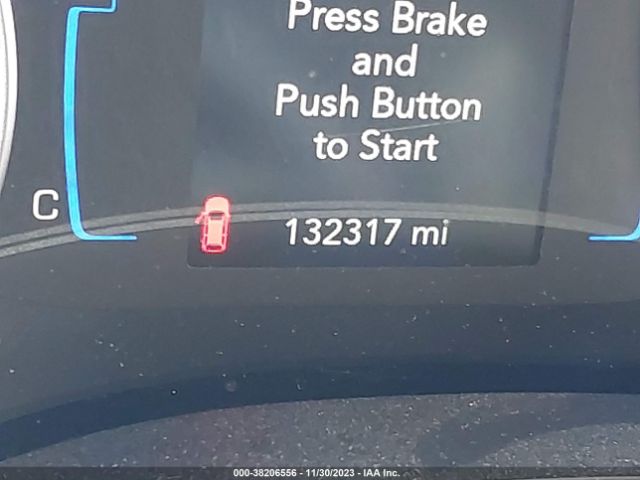 Press Brake
and
Push Button
to Start
C
132317 mi
000-38206556 - 11/30/2023 - IAA Inc.